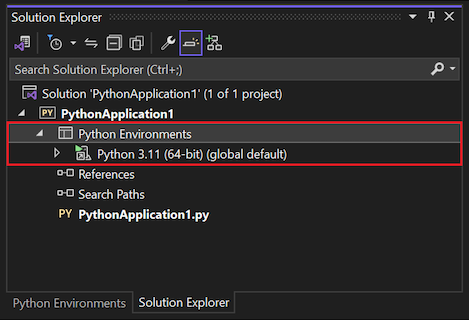 Solution Explorer
Search Solution Explorer (Ctrl+;)
Solution 'PythonApplication1' (1 of 1 project)
PY PythonApplication1
Python Environments
Python 3.11 (64-bit) (global default)
References
Search Paths
PY PythonApplication1.py
Python Environments Solution Explorer